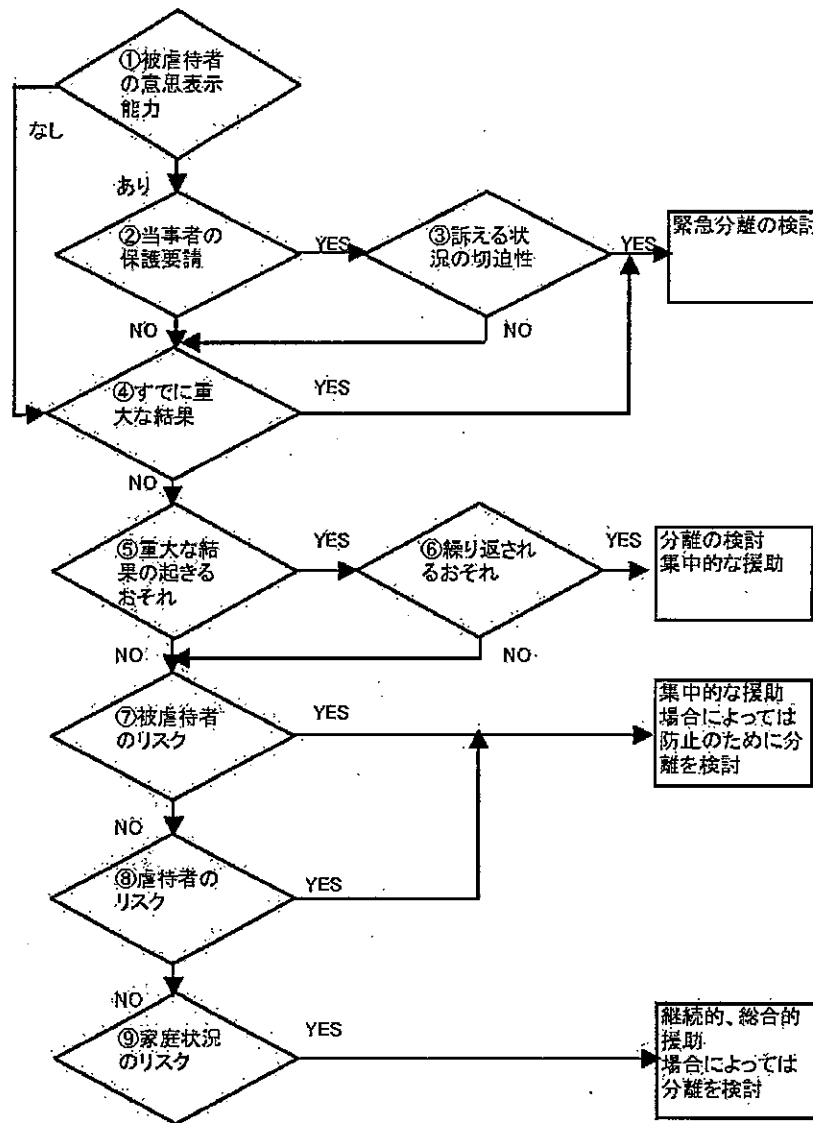 ①被虐待者
の意思表示
能力
なし
あり
②当事者の
保護要請
YES
③訴える状
況の切迫性
YES
緊急分離の検討
NO
NO
④すでに重
大な結果
YES
NO
⑤重大な結
果の起きる
おそれ
YES
⑥繰り返され
るおそれ
YES
分離の検討
集中的な援助
NO
NO
⑦被虐待者
のリスク
YES
集中的な援助
場合によっては
防止のために分
離を検討
NO
⑧虐待者の
リスク
YES
NO
⑨家庭状況
のリスク
YES
継続的、総合的
援助
場合によっては
分離を検討